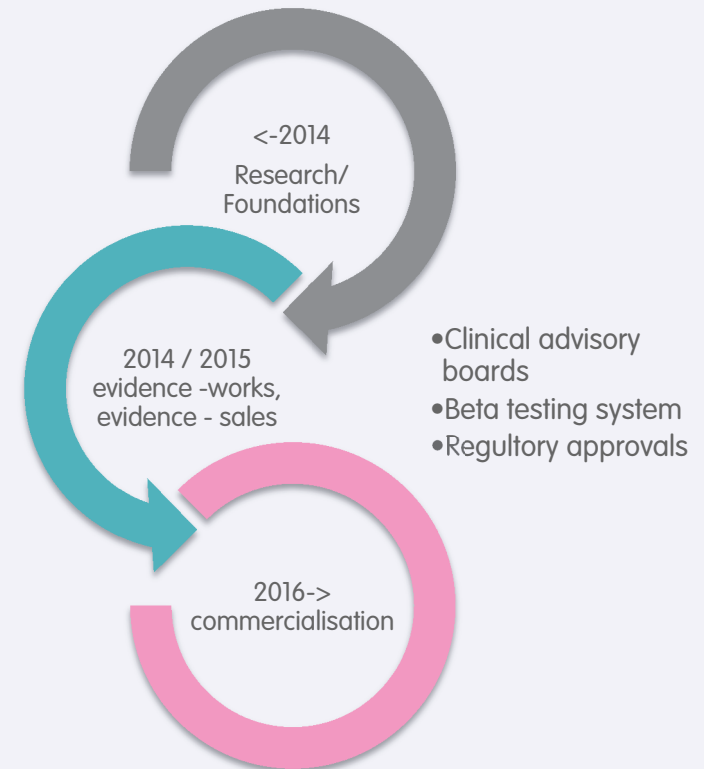 <-2014
Research/
Foundations
2014 / 2015
evidence -works,
evidence - sales
•Clinical advisory
boards
•Beta testing system
•Regultory approvals
2016->
commercialisation